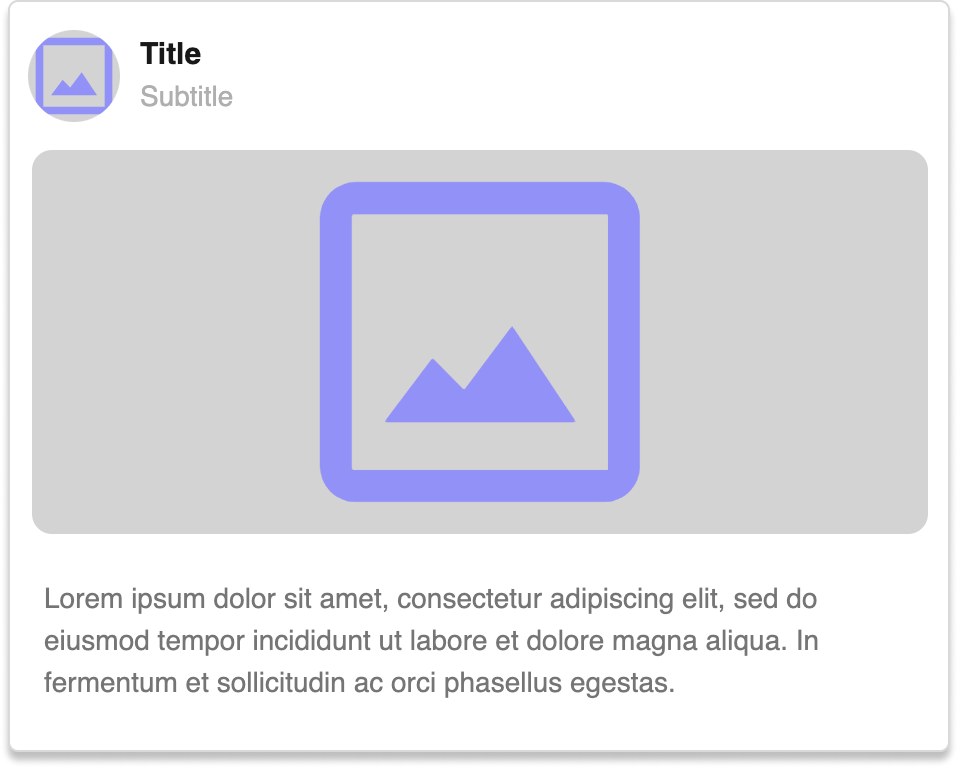 Title
Subtitle
Lorem ipsum dolor sit amet, consectetur adipiscing elit, sed do
eiusmod tempor incididunt ut labore et dolore magna aliqua. In
fermentum et sollicitudin ac orci phasellus egestas.